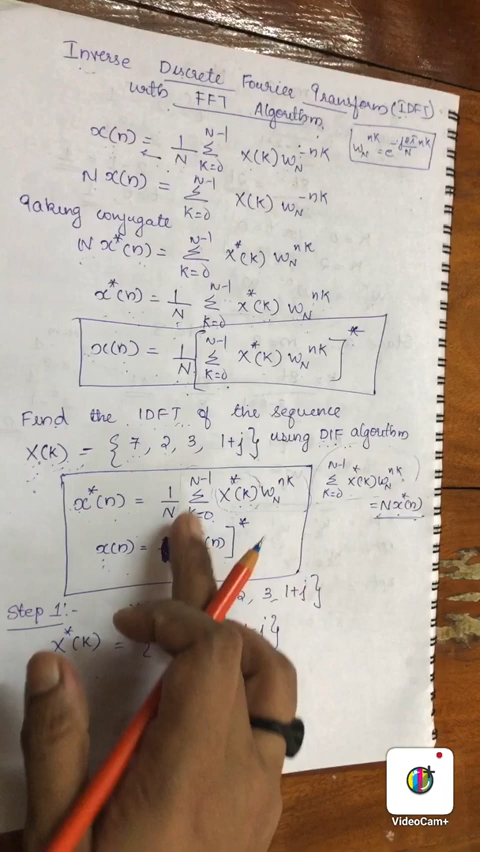 Inverse Discrete Fourier Transform (IDFT)
with FFT Algorithm
x(n) = 1/N Σ_{K=0}^{N-1} X(K) W_N^{-nK}
W_N^{nK} = e^{-j2π/N nK}
N x(n) = Σ_{K=0}^{N-1} X(K) W_N^{-nK}
Taking conjugate
N x*(n) = Σ_{K=0}^{N-1} X*(K) W_N^{nK}
x*(n) = 1/N Σ_{K=0}^{N-1} X*(K) W_N^{nK}
x(n) = 1/N [Σ_{K=0}^{N-1} X*(K) W_N^{nK}]*
Find the IDFT of the sequence
X(K) = {7, 2, 3, 1+j} using DIF algorithm
x*(n) = 1/N Σ_{K=0}^{N-1} X*(K) W_N^{nK}
Σ_{K=0}^{N-1} X*(K) W_N^{nK}
= N x*(n)
x(n) = (n)]*
2, 3, 1+j}
Step 1:-
X*(K) = {
j}
VideoCam+